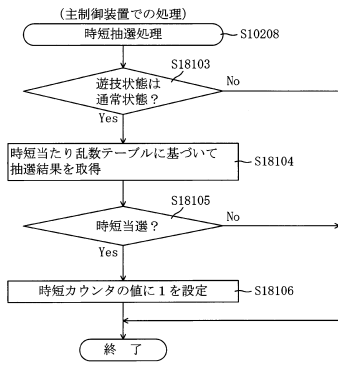 (主制御装置での処理)
時短抽選処理
S10208
遊技状態は
通常状態?
S18103
No
Yes
時短当たり乱数テーブルに基づいて
抽選結果を取得
S18104
時短当選?
S18105
No
Yes
時短カウンタの値に1を設定
S18106
終 了